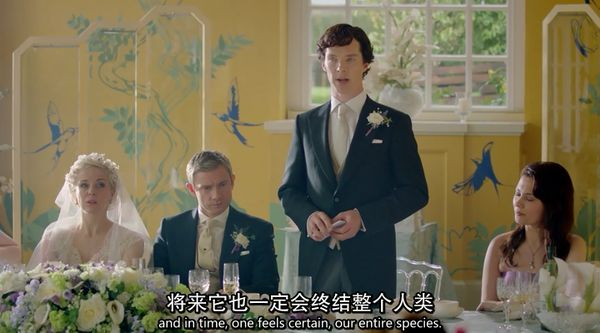 将来它也一定会终结整个人类
and in time, one feels certain, our entire species.